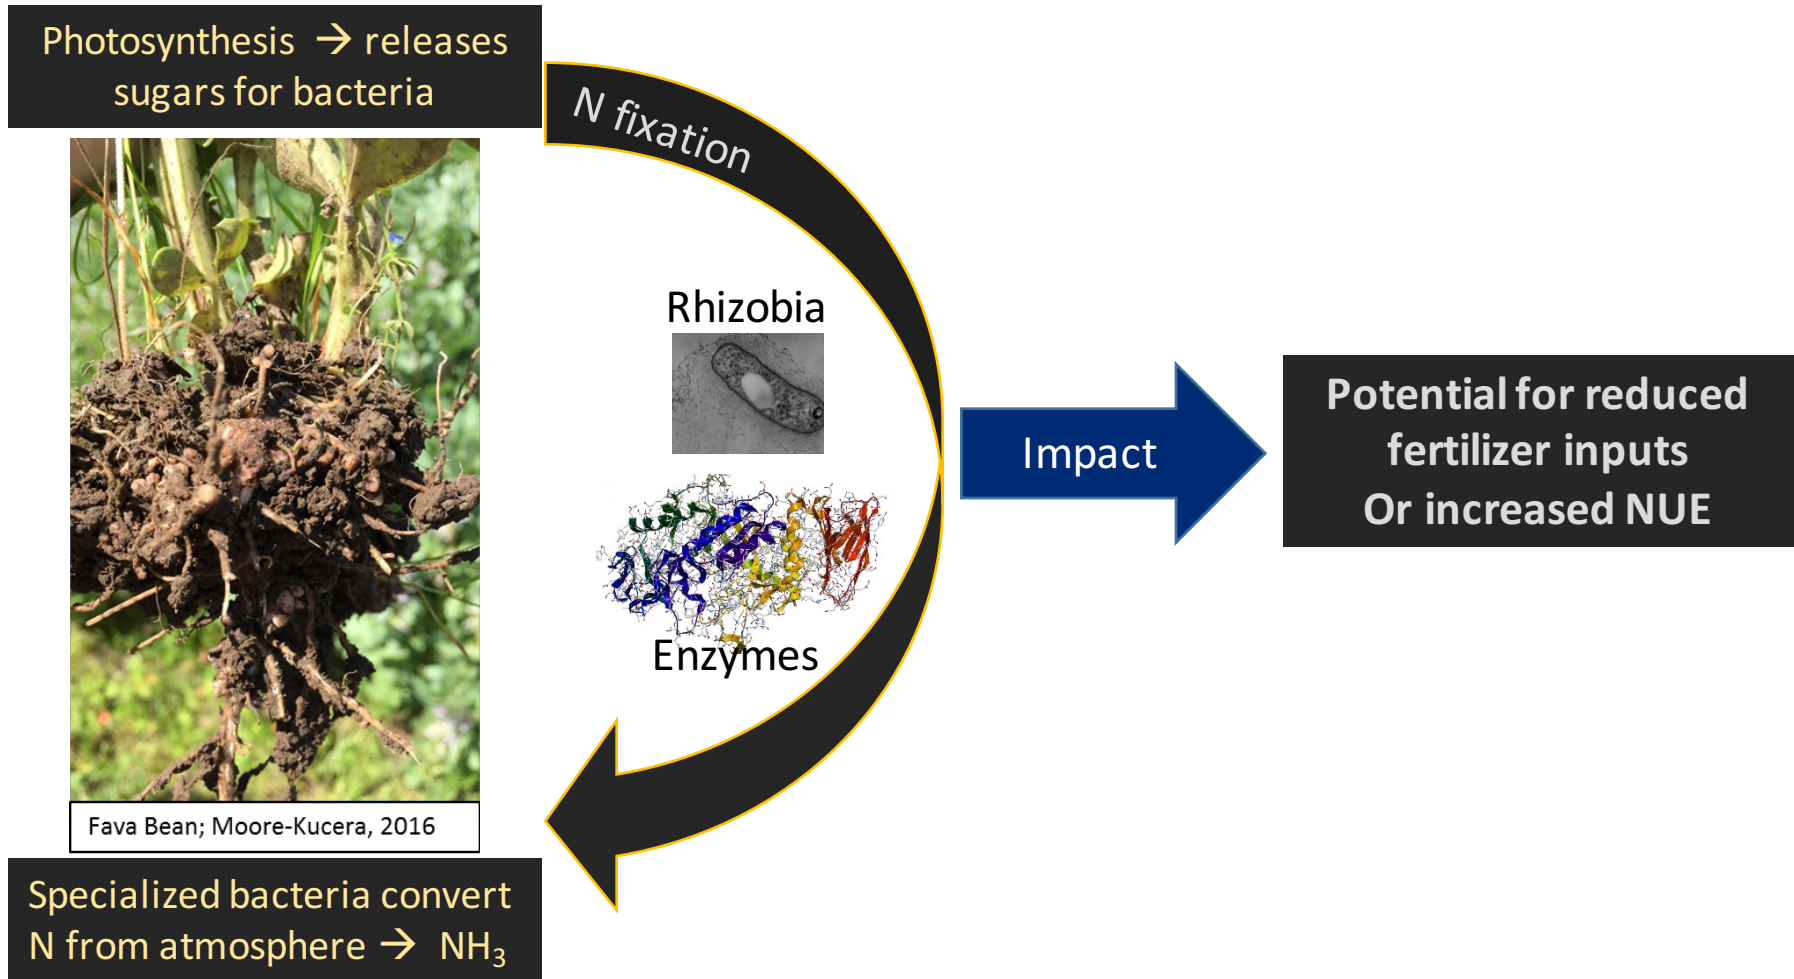 Photosynthesis → releases
sugars for bacteria
N fixation
Rhizobia
Enzymes
Impact
Potential for reduced
fertilizer inputs
Or increased NUE
Fava Bean; Moore-Kucera, 2016
Specialized bacteria convert
N from atmosphere → NH₃